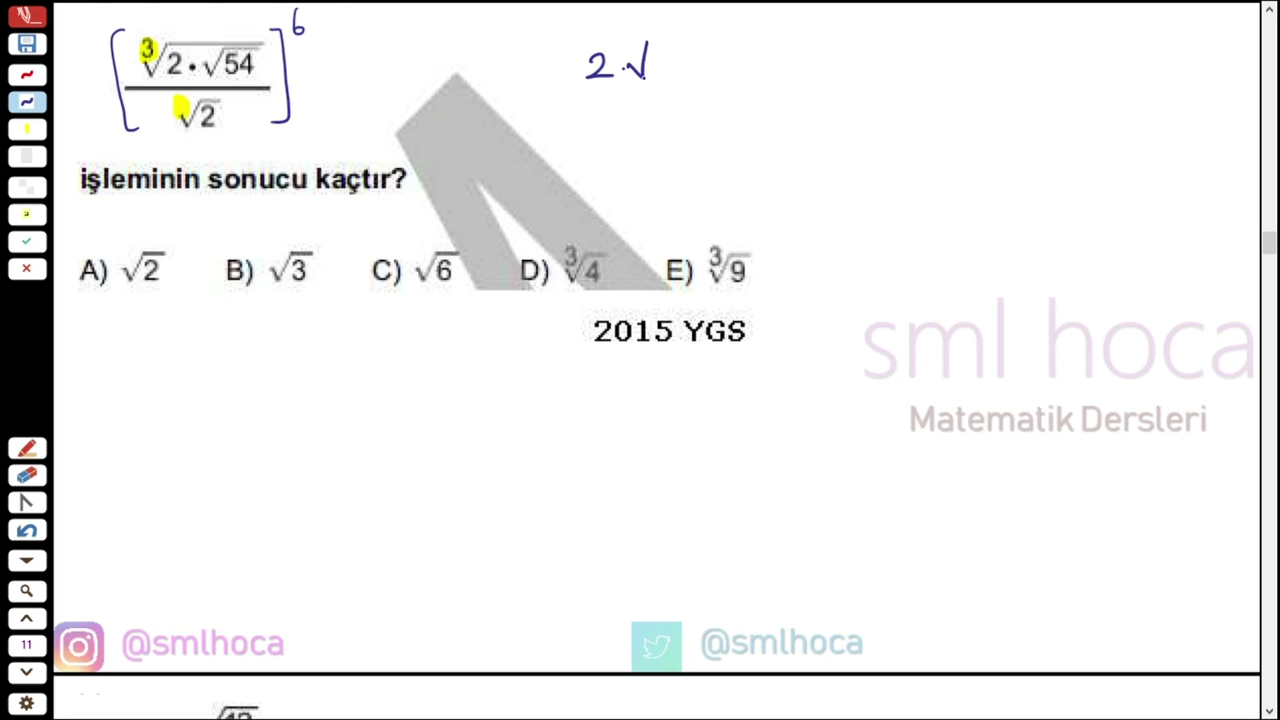 [∛(2·√54) / √2]⁶
2·√
işleminin sonucu kaçtır?
A) √2 B) √3 C) √6 D) ∛4 E) ∛9
2015 YGS
sml hoca
Matematik Dersleri
11
@smlhoca @smlhoca